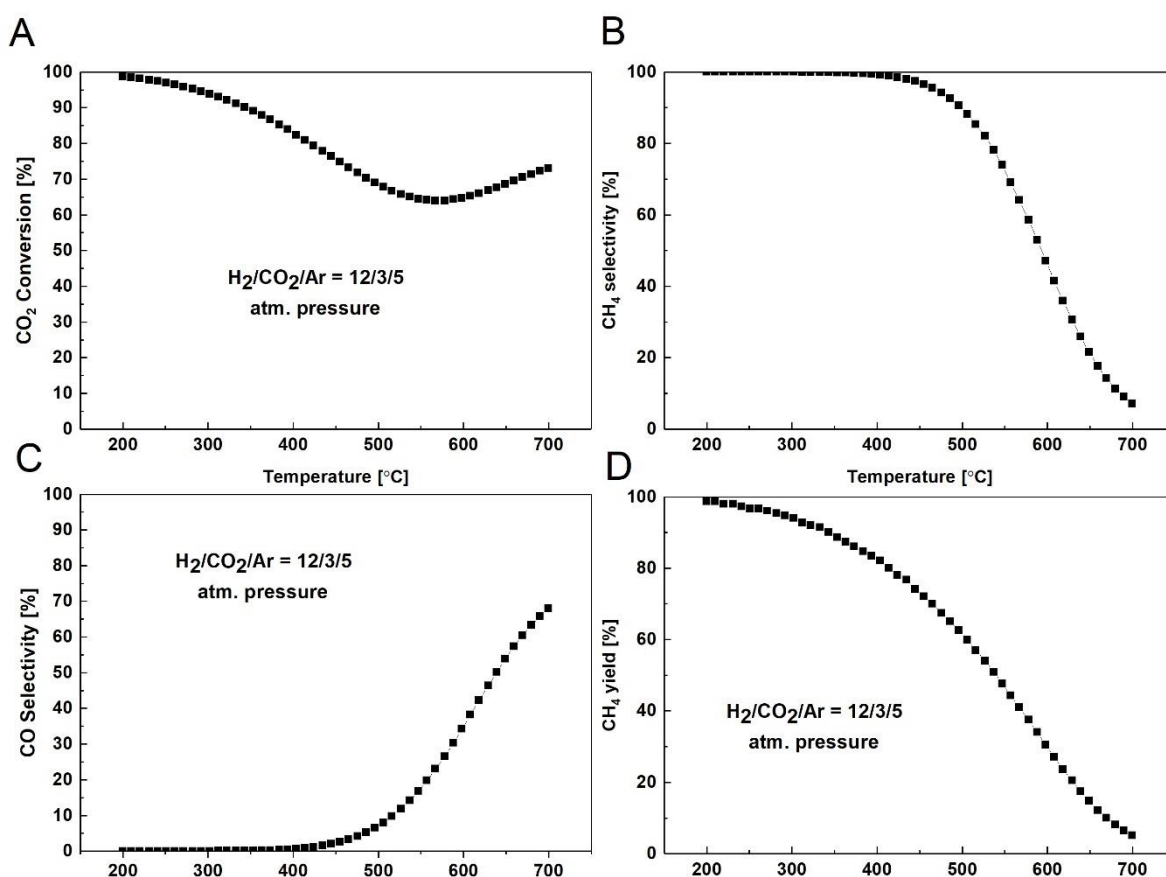 A
CO₂ Conversion [%]
100
90
80
70
60
50
40
30
20
10
0
H₂/CO₂/Ar = 12/3/5
atm. pressure
200 300 400 500 600 700
Temperature [°C]
B
CH₄ selectivity [%]
100
80
60
40
20
0
200 300 400 500 600 700
Temperature [°C]
C
CO Selectivity [%]
100
90
80
70
60
50
40
30
20
10
0
H₂/CO₂/Ar = 12/3/5
atm. pressure
200 300 400 500 600 700
D
CH₄ yield [%]
100
80
60
40
20
0
H₂/CO₂/Ar = 12/3/5
atm. pressure
200 300 400 500 600 700